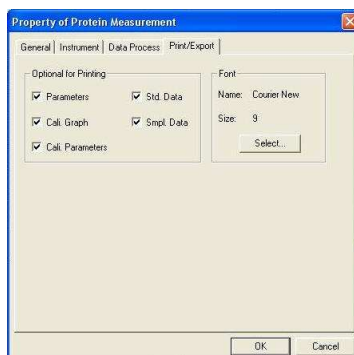 Property of Protein Measurement
General Instrument Data Process Print/Export
Optional for Printing
Parameters Std. Data
Cali. Graph Smpl. Data
Cali. Parameters
Font
Name: Courier New
Size: 9
Select...
OK Cancel